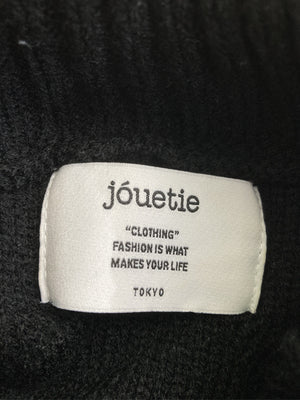 jóuetie
"CLOTHING"
FASHION IS WHAT
MAKES YOUR LIFE
TOKYO